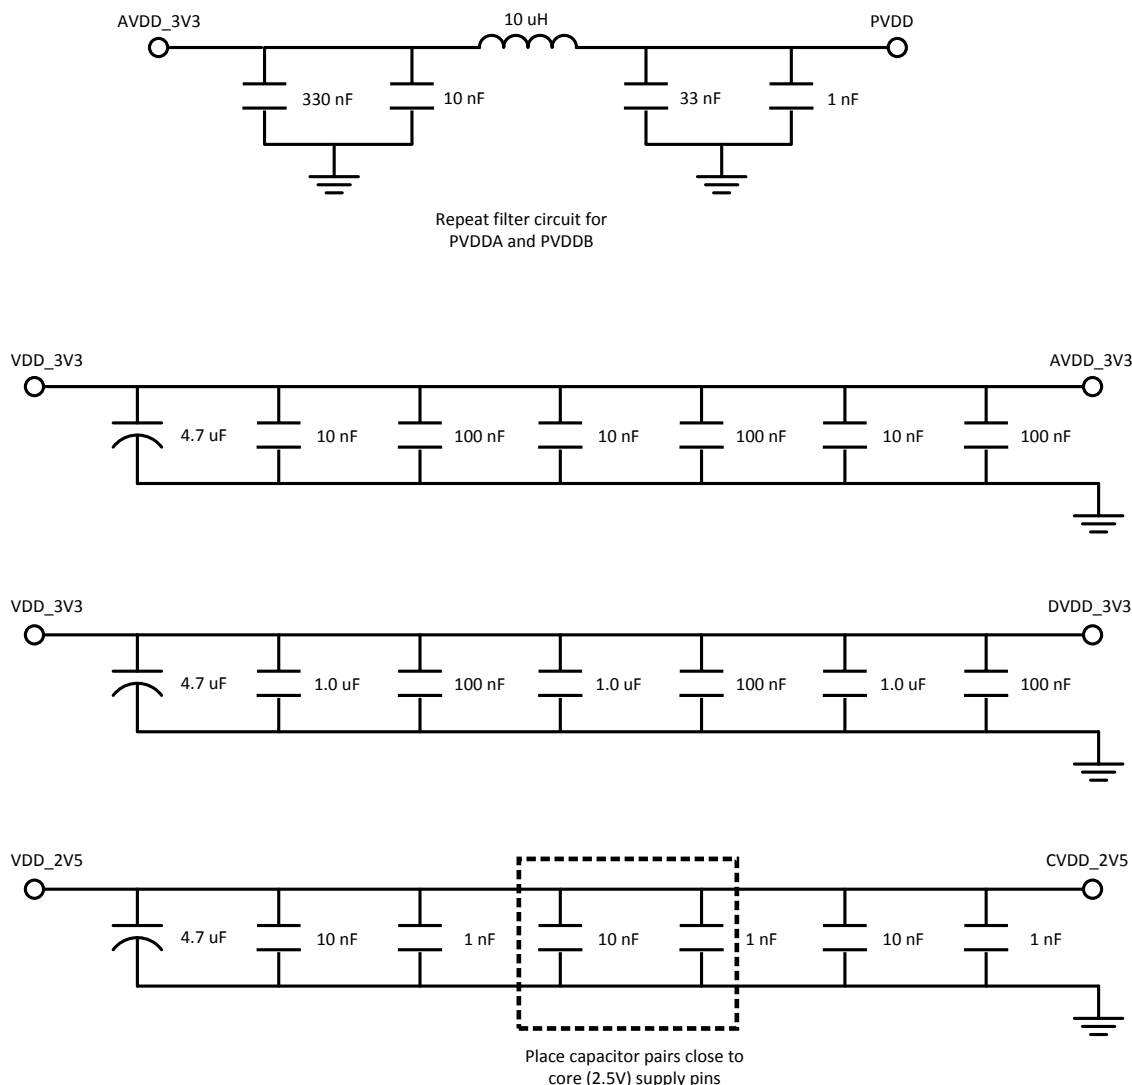 AVDD_3V3
10 uH
PVDD
330 nF
10 nF
33 nF
1 nF
Repeat filter circuit for
PVDDA and PVDDB
VDD_3V3
AVDD_3V3
4.7 uF
10 nF
100 nF
10 nF
100 nF
10 nF
100 nF
VDD_3V3
DVDD_3V3
4.7 uF
1.0 uF
100 nF
1.0 uF
100 nF
1.0 uF
100 nF
VDD_2V5
CVDD_2V5
4.7 uF
10 nF
1 nF
10 nF
1 nF
10 nF
1 nF
Place capacitor pairs close to
core (2.5V) supply pins